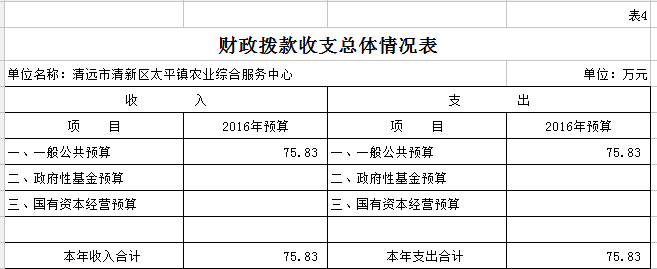 表4
财政拨款收支总体情况表
单位名称：清远市清新区太平镇农业综合服务中心 单位：万元
收 入 支 出
项 目 2016年预算 项 目 2016年预算
一、一般公共预算 75.83 一、一般公共预算 75.83
二、政府性基金预算 二、政府性基金预算
三、国有资本经营预算 三、国有资本经营预算
本年收入合计 75.83 本年支出合计 75.83